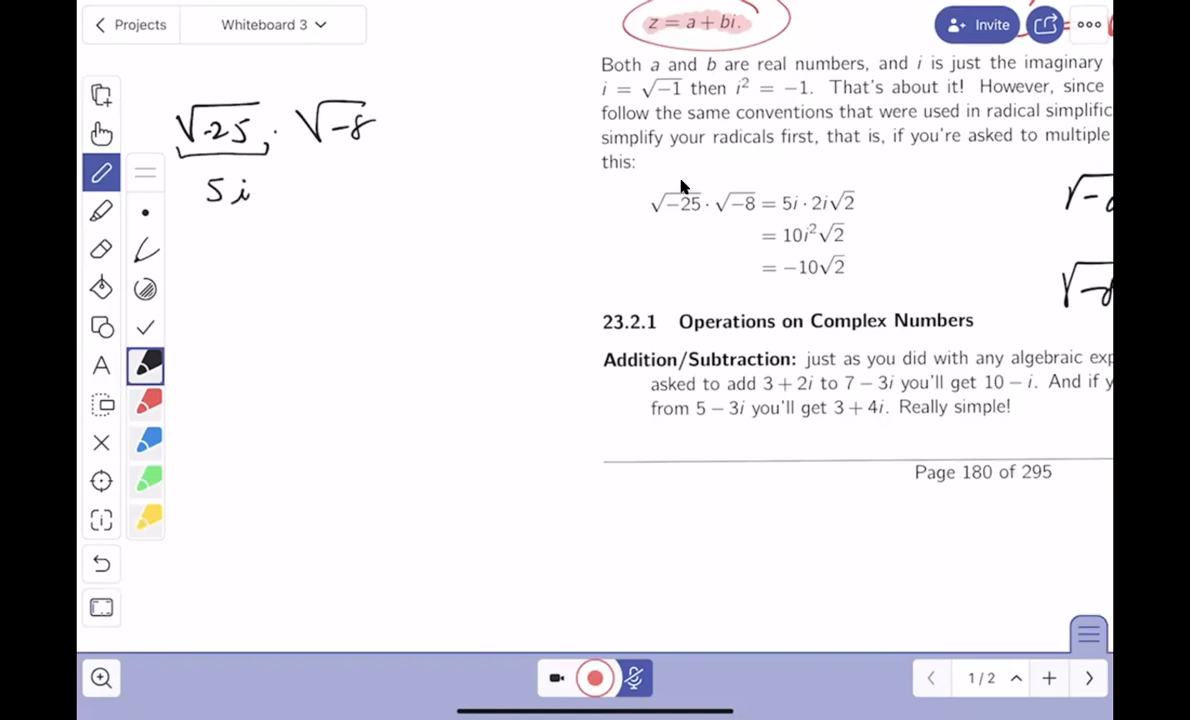 Projects
Whiteboard 3
z = a + bi.
Invite
Both a and b are real numbers, and i is just the imaginary
i = √−1 then i² = −1. That's about it! However, since
follow the same conventions that were used in radical simplific
simplify your radicals first, that is, if you're asked to multiple
this:
√-25 · √-8
5i
√−25 · √−8 = 5i · 2i√2
= 10i²√2
= −10√2
23.2.1 Operations on Complex Numbers
Addition/Subtraction: just as you did with any algebraic exp
asked to add 3 + 2i to 7 − 3i you'll get 10 − i. And if y
from 5 − 3i you'll get 3 + 4i. Really simple!
Page 180 of 295
A
1/2